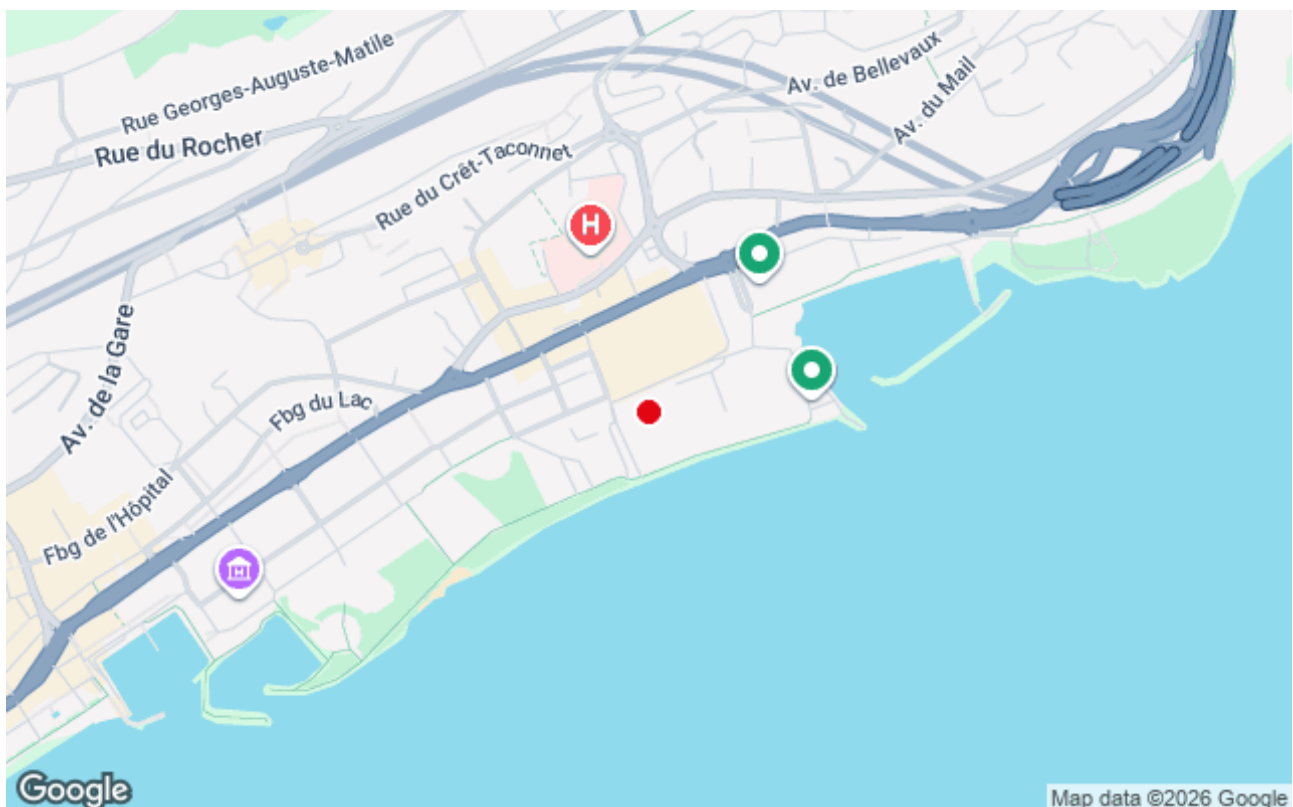 Rue Georges-Auguste-Matile
Av. de Bellevaux
Rue du Rocher
Av. du Mail
Rue du Crêt-Taconnet
H
Av. de la Gare
Fbg du Lac
Fbg de l'Hôpital
Google
Map data ©2026 Google